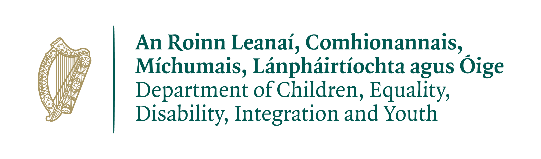 An Roinn Leanaí, Comhionannais,
Míchumais, Lánpháirtíochta agus Óige
Department of Children, Equality,
Disability, Integration and Youth